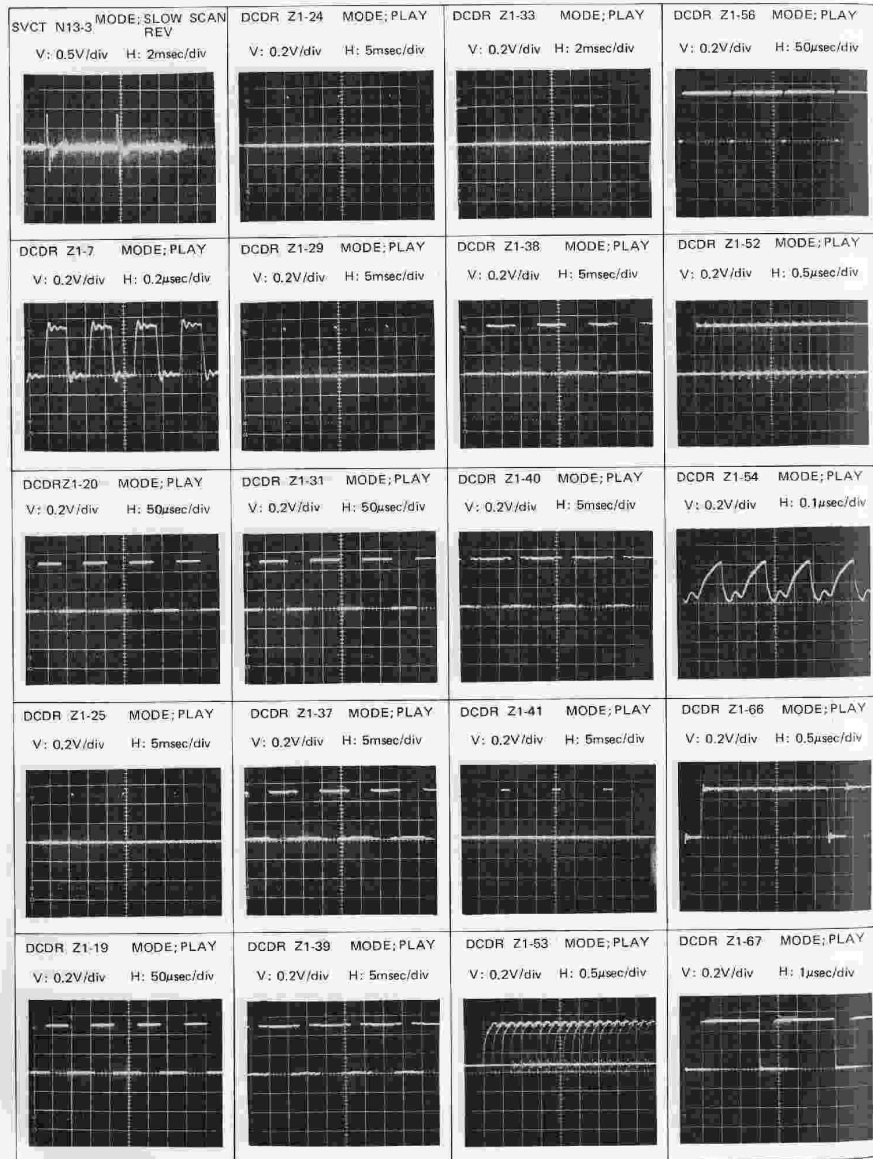 SVCT N13-3 MODE; SLOW SCAN
REV
V: 0.5V/div H: 2msec/div
DCDR Z1-24 MODE; PLAY
V: 0.2V/div H: 5msec/div
DCDR Z1-33 MODE; PLAY
V: 0.2V/div H: 2msec/div
DCDR Z1-56 MODE; PLAY
V: 0.2V/div H: 50µsec/div
DCDR Z1-7 MODE; PLAY
V: 0.2V/div H: 0.2µsec/div
DCDR Z1-29 MODE; PLAY
V: 0.2V/div H: 5msec/div
DCDR Z1-38 MODE; PLAY
V: 0.2V/div H: 5msec/div
DCDR Z1-52 MODE; PLAY
V: 0.2V/div H: 0.5µsec/div
DCDRZ1-20 MODE; PLAY
V: 0.2V/div H: 50µsec/div
DCDR Z1-31 MODE; PLAY
V: 0.2V/div H: 50µsec/div
DCDR Z1-40 MODE; PLAY
V: 0.2V/div H: 5msec/div
DCDR Z1-54 MODE; PLAY
V: 0.2V/div H: 0.1µsec/div
DCDR Z1-25 MODE; PLAY
V: 0.2V/div H: 5msec/div
DCDR Z1-37 MODE; PLAY
V: 0.2V/div H: 5msec/div
DCDR Z1-41 MODE; PLAY
V: 0.2V/div H: 5msec/div
DCDR Z1-66 MODE; PLAY
V: 0.2V/div H: 0.5µsec/div
DCDR Z1-19 MODE; PLAY
V: 0.2V/div H: 50µsec/div
DCDR Z1-39 MODE; PLAY
V: 0.2V/div H: 5msec/div
DCDR Z1-53 MODE; PLAY
V: 0.2V/div H: 0.5µsec/div
DCDR Z1-67 MODE; PLAY
V: 0.2V/div H: 1µsec/div